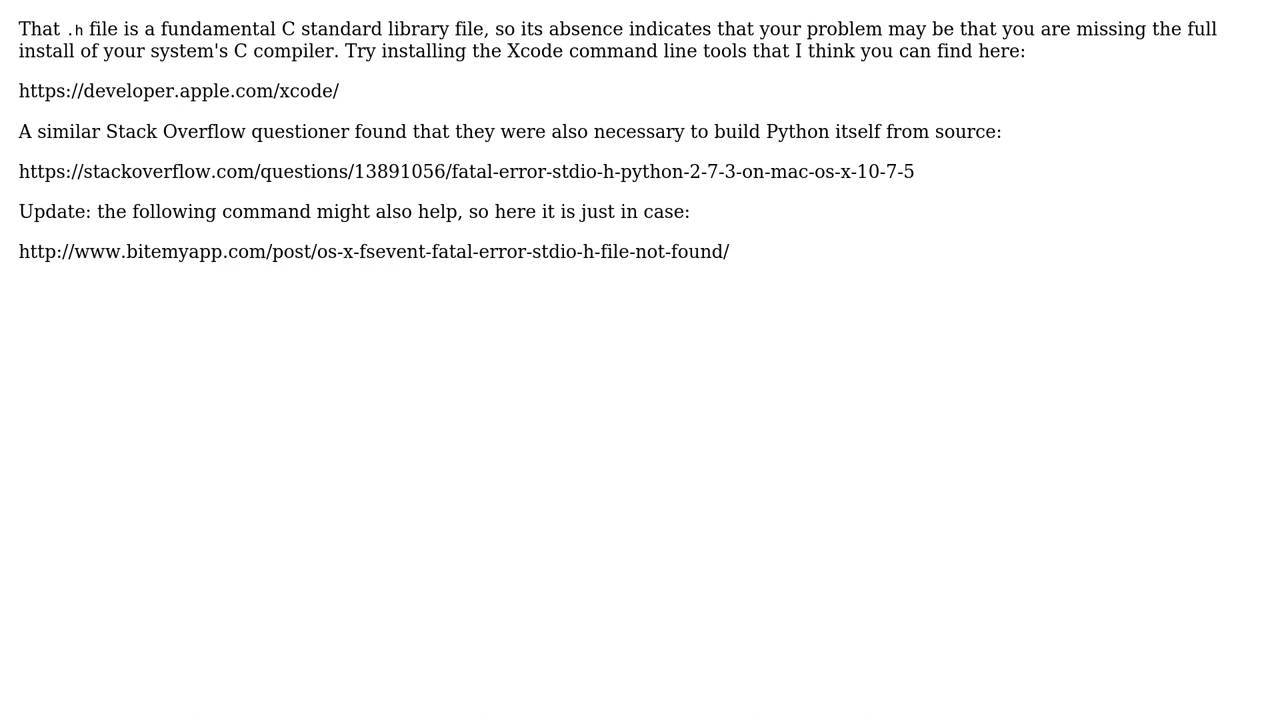 That .h file is a fundamental C standard library file, so its absence indicates that your problem may be that you are missing the full
install of your system's C compiler. Try installing the Xcode command line tools that I think you can find here:
https://developer.apple.com/xcode/
A similar Stack Overflow questioner found that they were also necessary to build Python itself from source:
https://stackoverflow.com/questions/13891056/fatal-error-stdio-h-python-2-7-3-on-mac-os-x-10-7-5
Update: the following command might also help, so here it is just in case:
http://www.bitemyapp.com/post/os-x-fsevent-fatal-error-stdio-h-file-not-found/